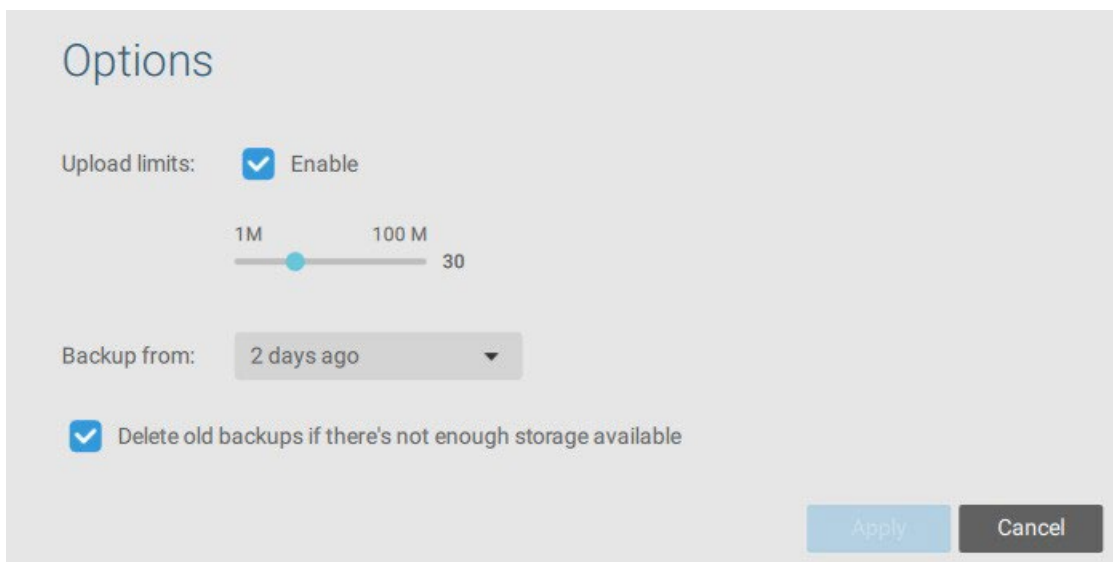 Options
Upload limits: Enable
1M 100 M
30
Backup from: 2 days ago
Delete old backups if there's not enough storage available
Apply Cancel